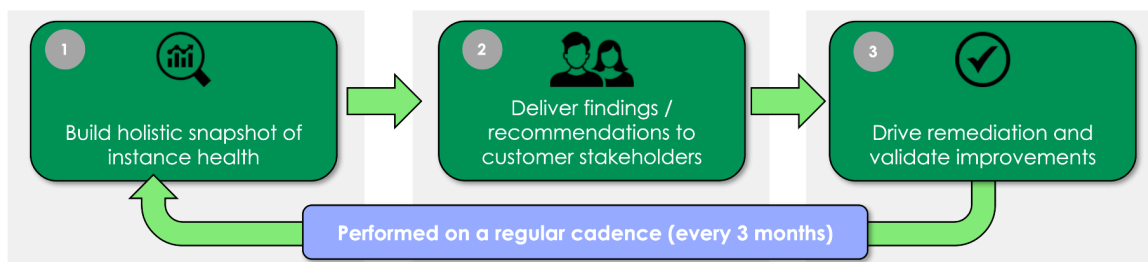 1
Build holistic snapshot of
instance health
2
Deliver findings /
recommendations to
customer stakeholders
3
Drive remediation and
validate improvements
Performed on a regular cadence (every 3 months)